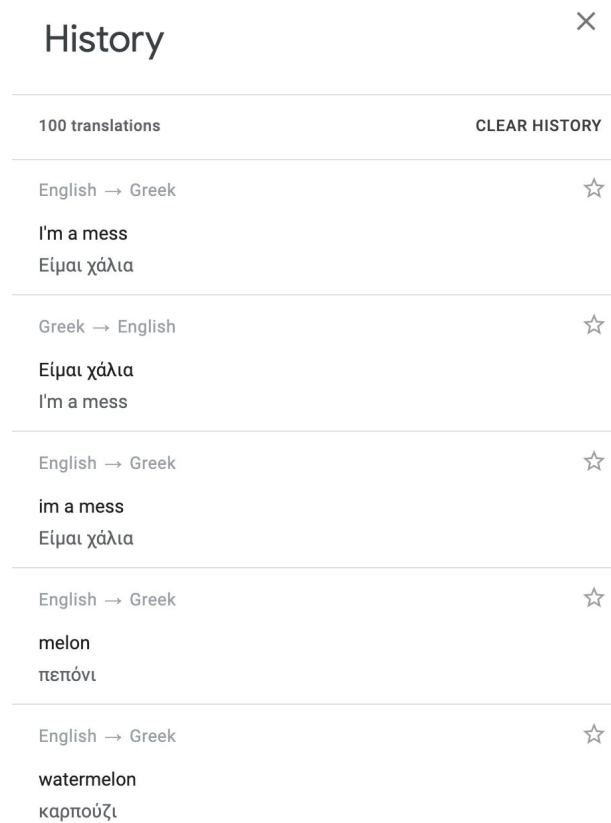 History
100 translations CLEAR HISTORY
English → Greek
I'm a mess
Είμαι χάλια
Greek → English
Είμαι χάλια
I'm a mess
English → Greek
im a mess
Είμαι χάλια
English → Greek
melon
πεπόνι
English → Greek
watermelon
καρπούζι